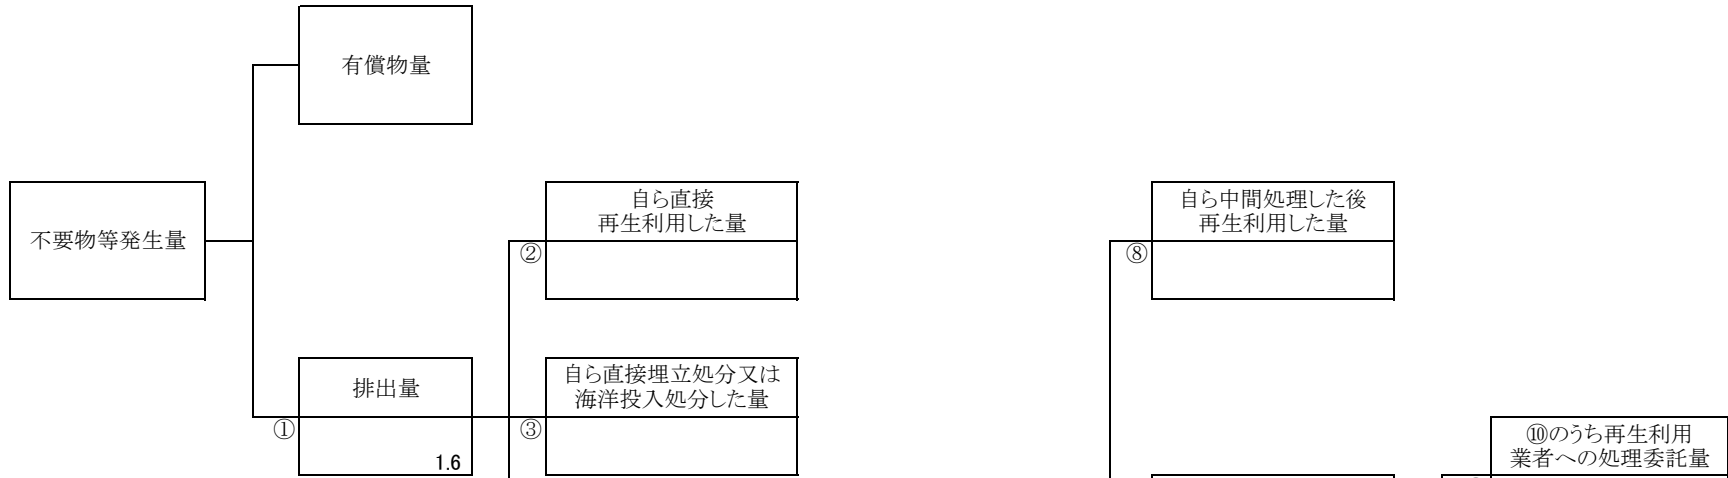 有償物量
不要物等発生量
自ら直接
再生利用した量
②
自ら中間処理した後
再生利用した量
⑧
排出量
①
1.6
自ら直接埋立処分又は
海洋投入処分した量
③
⑩のうち再生利用
業者への処理委託量